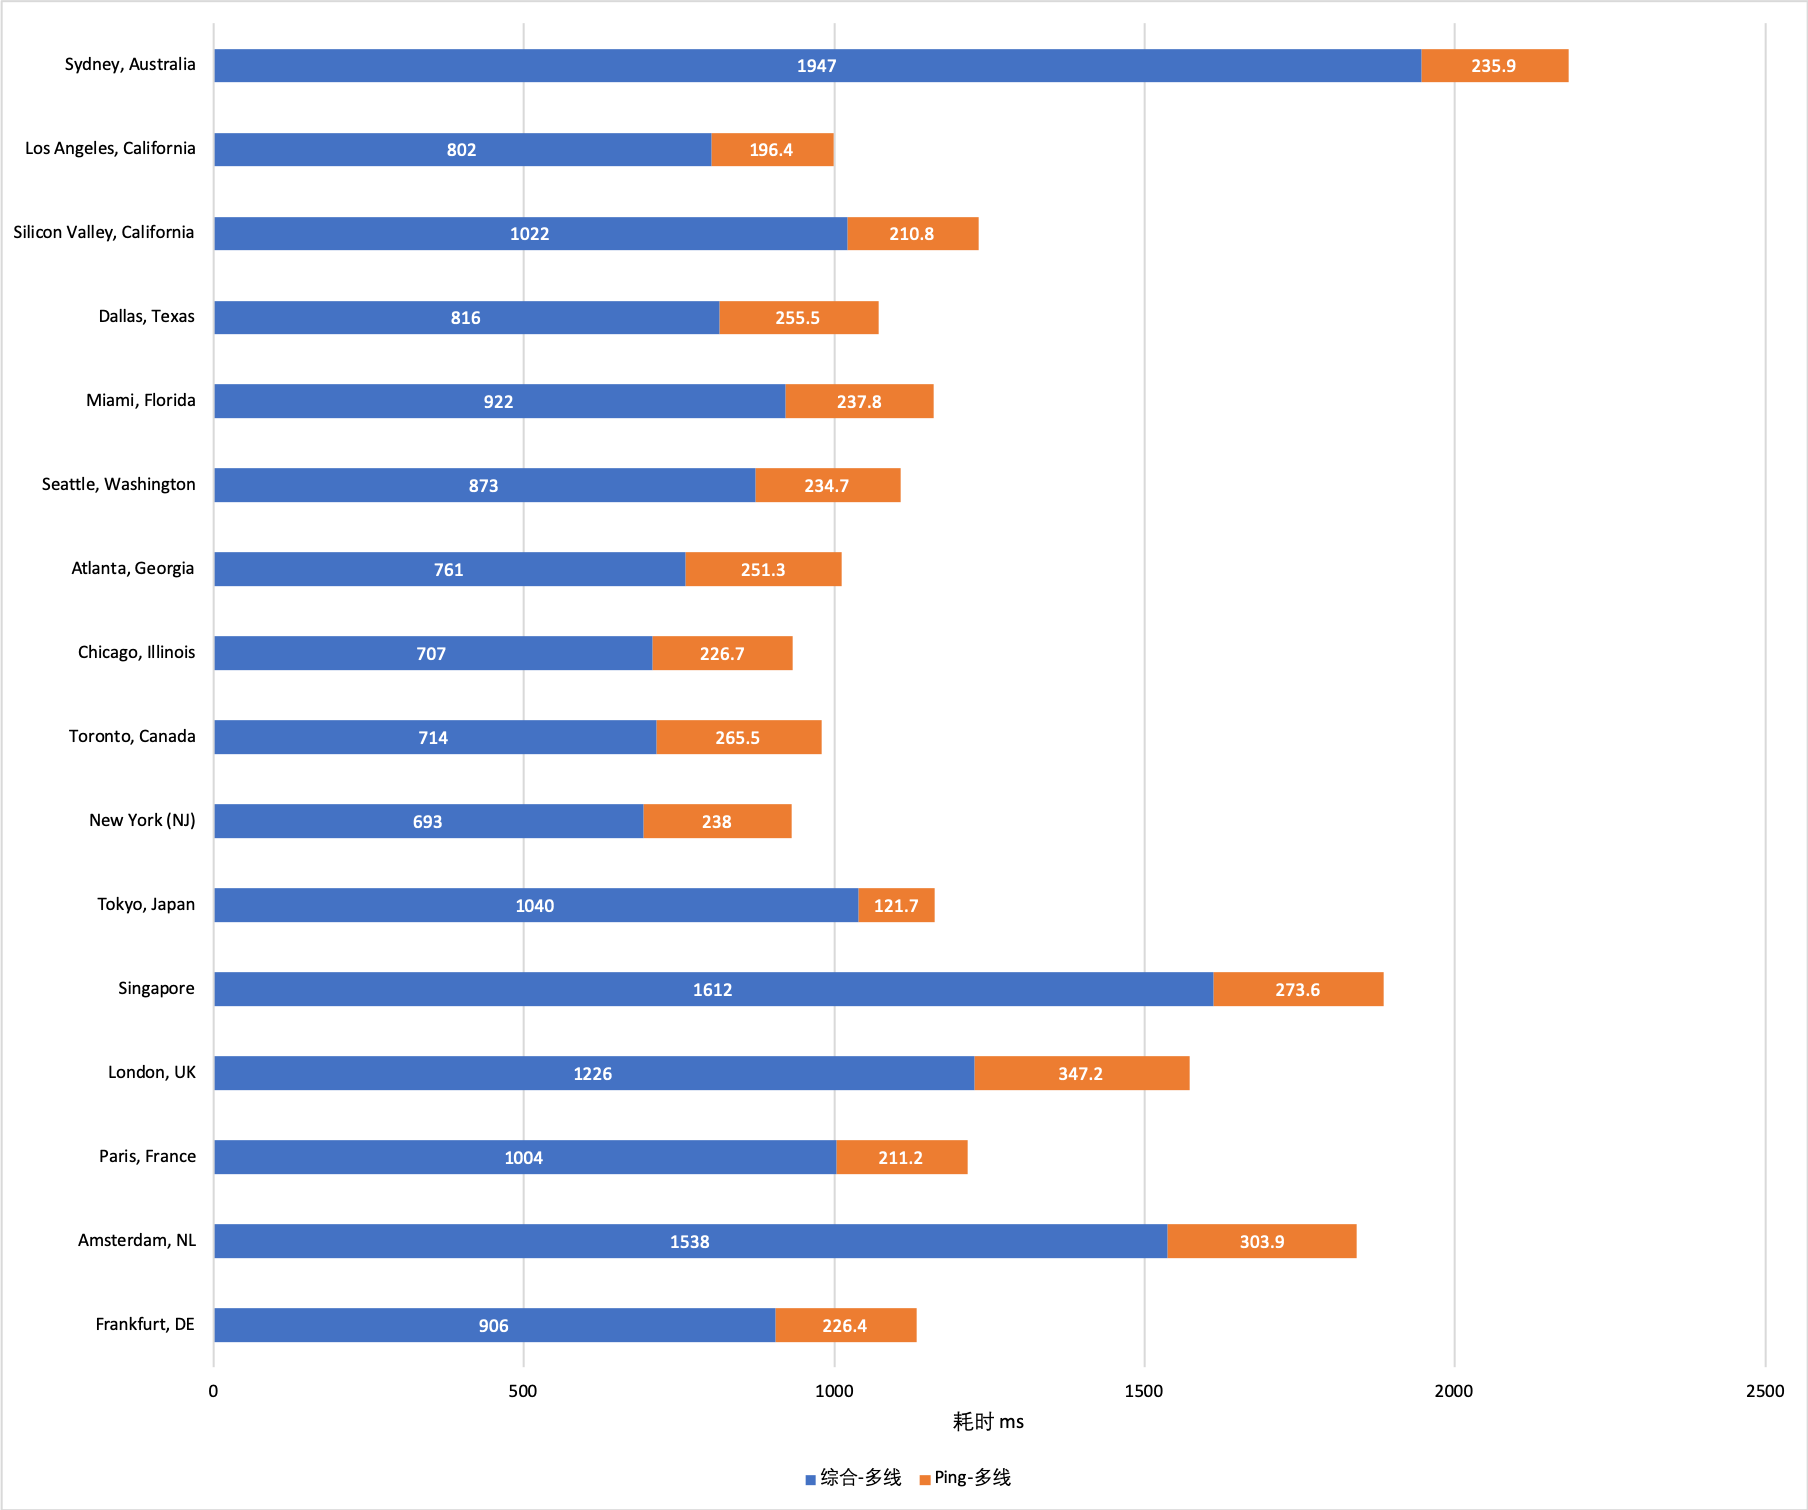 Sydney, Australia 1947 235.9
Los Angeles, California 802 196.4
Silicon Valley, California 1022 210.8
Dallas, Texas 816 255.5
Miami, Florida 922 237.8
Seattle, Washington 873 234.7
Atlanta, Georgia 761 251.3
Chicago, Illinois 707 226.7
Toronto, Canada 714 265.5
New York (NJ) 693 238
Tokyo, Japan 1040 121.7
Singapore 1612 273.6
London, UK 1226 347.2
Paris, France 1004 211.2
Amsterdam, NL 1538 303.9
Frankfurt, DE 906 226.4
0 500 1000 1500 2000 2500
耗时 ms
综合-多线 Ping-多线